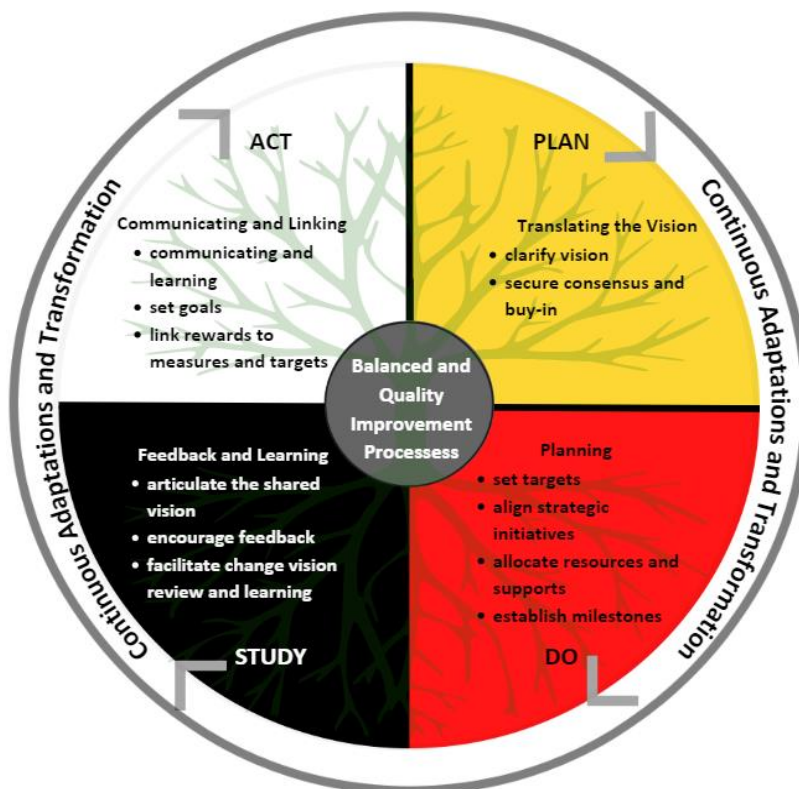 Continuous Adaptations and Transformation
ACT
Communicating and Linking
• communicating and
learning
• set goals
• link rewards to
measures and targets
PLAN
Translating the Vision
• clarify vision
• secure consensus and
buy-in
Continuous Adaptations and Transformation
Balanced and
Quality
Improvement
Processess
Feedback and Learning
• articulate the shared
vision
• encourage feedback
• facilitate change vision
review and learning
STUDY
Planning
• set targets
• align strategic
initiatives
• allocate resources and
supports
• establish milestones
DO